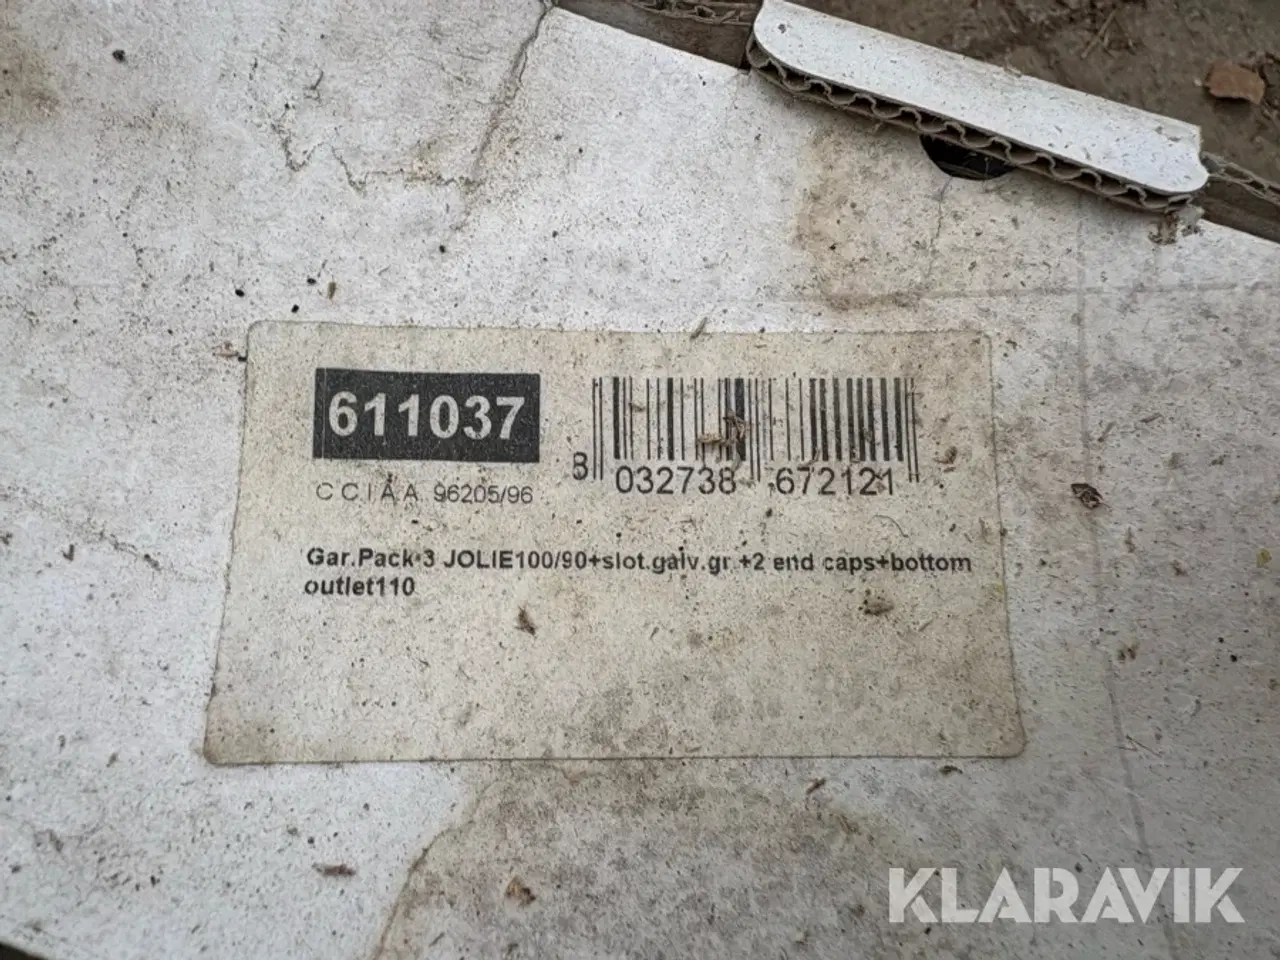 611037
C.C.I.A.A. 96205/96
8 032738 672121
Gar.Pack 3 JOLIE100/90+slot.galv.gr.+2 end caps+bottom
outlet110
KLARAVIK